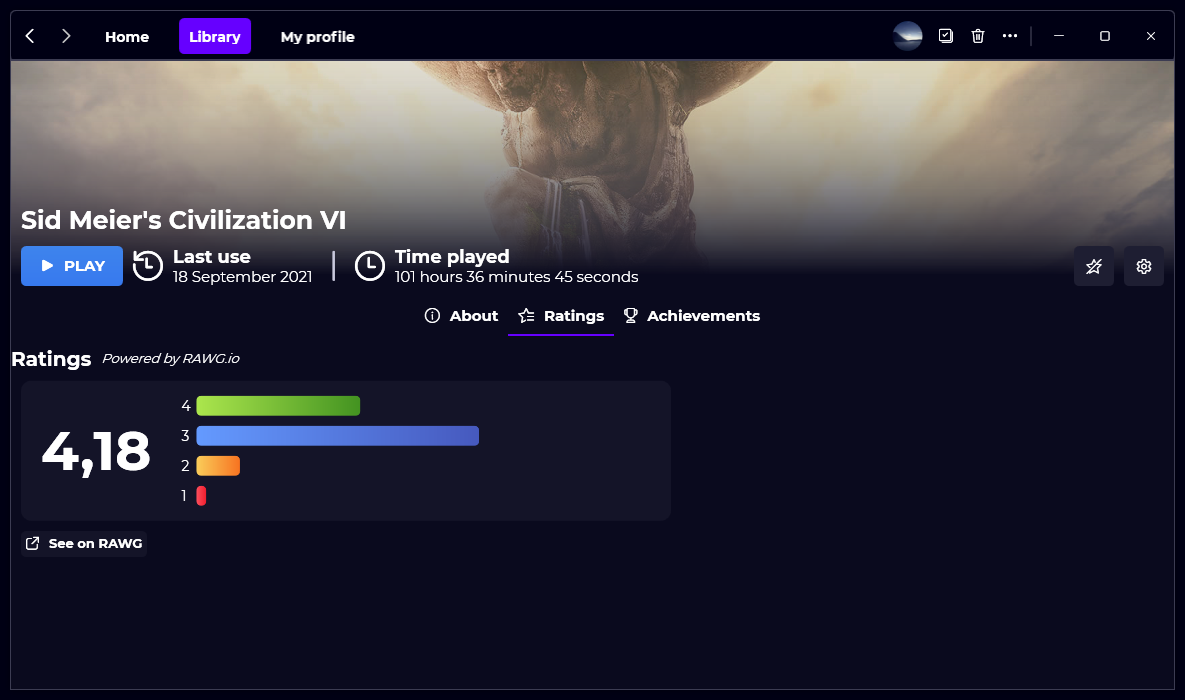 Home Library My profile
Sid Meier's Civilization VI
PLAY
Last use
18 September 2021
Time played
101 hours 36 minutes 45 seconds
About Ratings Achievements
Ratings Powered by RAWG.io
4,18
4
3
2
1
See on RAWG